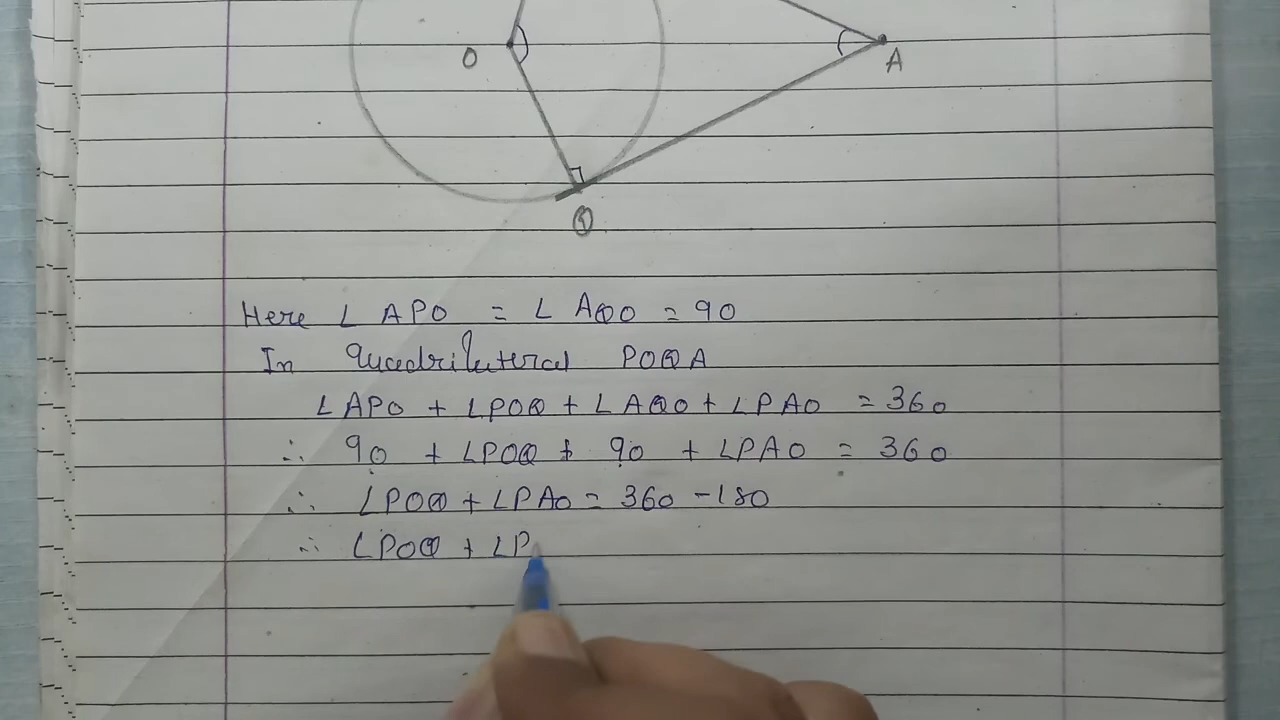 O
A
Q
Here ∠APO = ∠AQO = 90
In Quadrilateral POQA
∠APO + ∠POQ + ∠AQO + ∠PAO = 360
∴ 90 + ∠POQ + 90 + ∠PAO = 360
∴ ∠POQ + ∠PAO = 360 - 180
∴ ∠POQ + ∠P